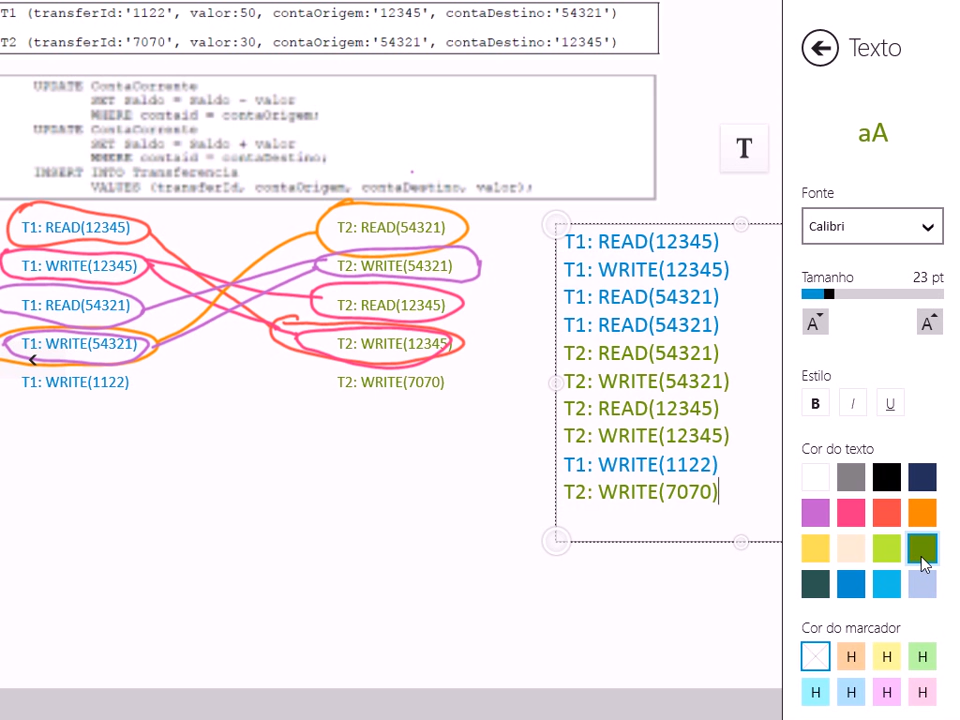 T1 (transferId:'1122', valor:50, contaOrigem:'12345', contaDestino:'54321')
T2 (transferId:'7070', valor:30, contaOrigem:'54321', contaDestino:'12345')
UPDATE ContaCorrente
SET Saldo = Saldo - valor
WHERE contaid = contaOrigem;
UPDATE ContaCorrente
SET Saldo = Saldo + valor
WHERE contaid = contaDestino;
INSERT INTO Transferencia
VALUES (transferId, contaOrigem, contaDestino, valor);
T1: READ(12345)
T1: WRITE(12345)
T1: READ(54321)
T1: WRITE(54321)
T1: WRITE(1122)
T2: READ(54321)
T2: WRITE(54321)
T2: READ(12345)
T2: WRITE(12345)
T2: WRITE(7070)
T
T1: READ(12345)
T1: WRITE(12345)
T1: READ(54321)
T1: READ(54321)
T2: READ(54321)
T2: WRITE(54321)
T2: READ(12345)
T2: WRITE(12345)
T1: WRITE(1122)
T2: WRITE(7070)
Texto
aA
Fonte
Calibri
Tamanho 23 pt
A A
Estilo
B I U
Cor do texto
Cor do marcador
H H H
H H H H